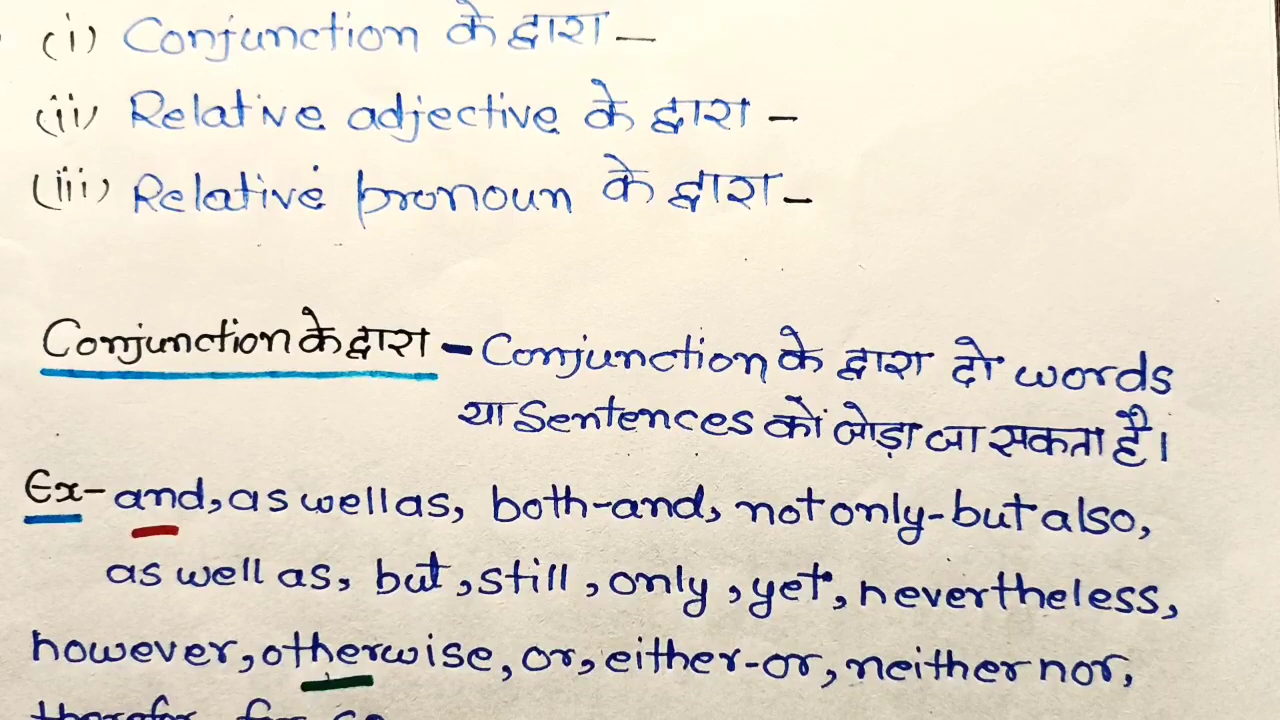 (i) Conjunction के द्वारा –
(ii) Relative adjective के द्वारा –
(iii) Relative pronoun के द्वारा –
Conjunction के द्वारा – Conjunction के द्वारा दो words
या Sentences को जोड़ा जा सकता है।
Ex- and, as well as, both-and, not only-but also,
as well as, but, still, only, yet, nevertheless,
however, otherwise, or, either-or, neither nor,